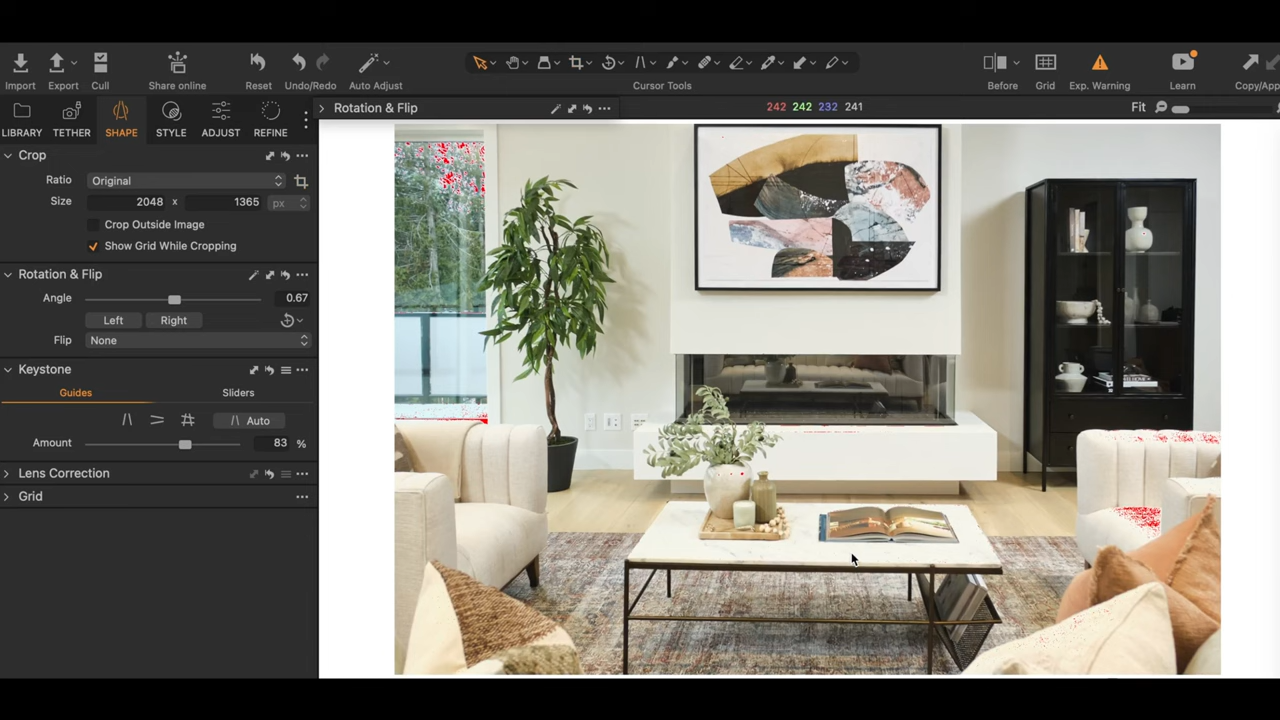 Import Export Cull Share online Reset Undo/Redo Auto Adjust Cursor Tools Before Grid Exp. Warning Learn Copy/App
LIBRARY TETHER SHAPE STYLE ADJUST REFINE
Rotation & Flip 242 242 232 241 Fit
Crop
Ratio Original
Size 2048 x 1365 px
Crop Outside Image
Show Grid While Cropping
Rotation & Flip
Angle 0.67
Left Right
Flip None
Keystone
Guides Sliders
Auto
Amount 83 %
Lens Correction
Grid